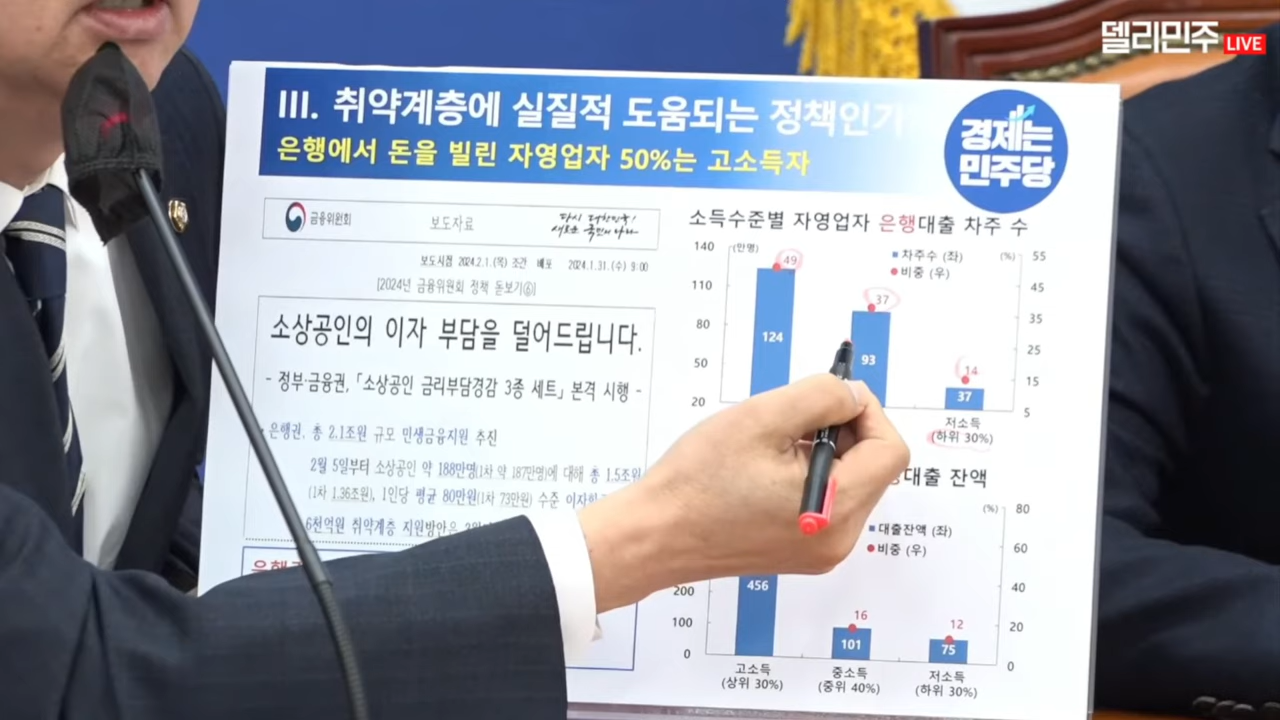 델리민주 LIVE
III. 취약계층에 실질적 도움되는 정책인가
은행에서 돈을 빌린 자영업자 50%는 고소득자
경제는
민주당
금융위원회
보도자료
다시 대한민국!
새로운 국민의 나라
보도시점 2024.2.1.(목) 조간 배포 2024.1.31.(수) 9:00
[2024년 금융위원회 정책 돋보기⑥]
소상공인의 이자 부담을 덜어드립니다.
- 정부·금융권, 「소상공인 금리부담경감 3종 세트」 본격 시행 -
은행권, 총 2.1조원 규모 민생금융지원 추진
2월 5일부터 소상공인 약 188만명(1차 약 187만명)에 대해 총 1.5조원
(1차 1.36조원), 1인당 평균 80만원(1차 73만원) 수준
6천억원 취약계층 지원방안은
소득수준별 자영업자 은행대출 차주 수
140 (만명) 차주수 (좌) (%) 55
비중 (우)
110 45
80 35
50 25
20 15
5
49 37 14
124 93 37
저소득
(하위 30%)
대출 잔액
(%) 80
대출잔액 (좌)
비중 (우)
60
40
20
0
200
100
0
456 101 75
16 12
고소득 중소득 저소득
(상위 30%) (중위 40%) (하위 30%)